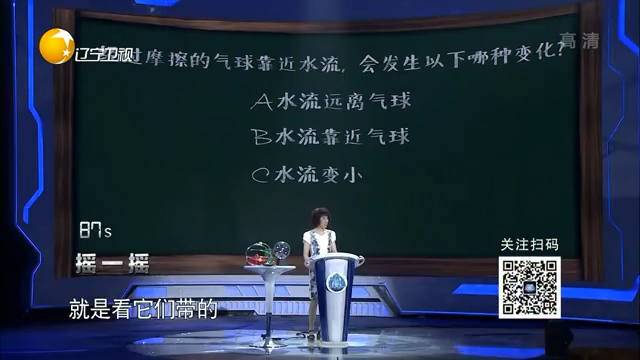 辽宁卫视
高清
过摩擦的气球靠近水流，会发生以下哪种变化？
A水流远离气球
B水流靠近气球
C水流变小
87s
摇一摇
关注扫码
就是看它们带的